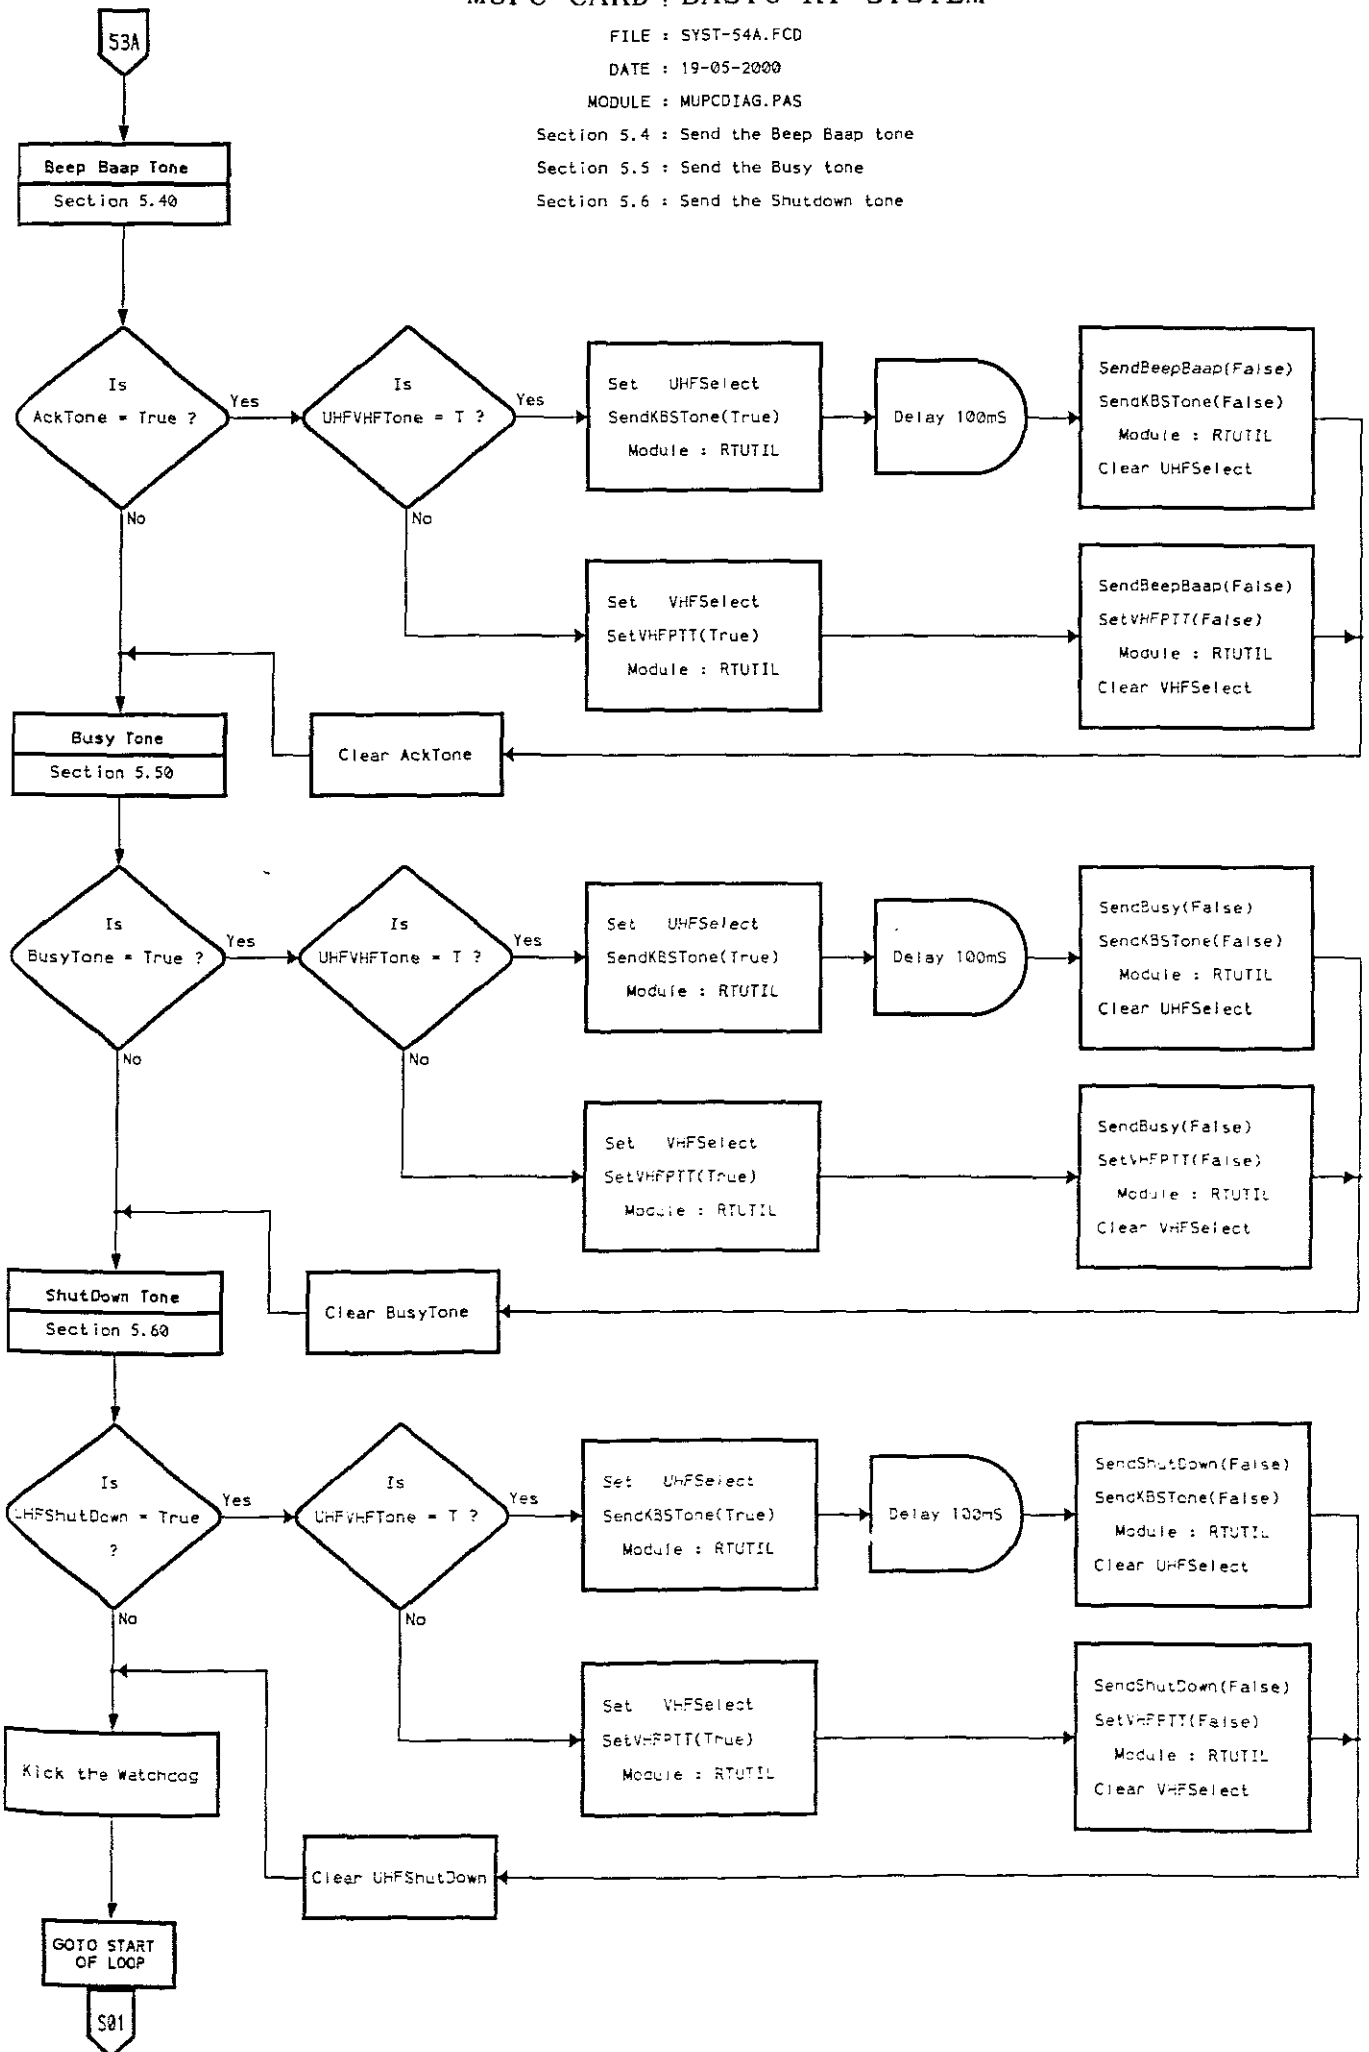 MUPC CARD : BASIC RT SYSTEM
53A
FILE : SYST-54A.FCD
DATE : 19-05-2000
MODULE : MUPCDIAG.PAS
Section 5.4 : Send the Beep Baap tone
Section 5.5 : Send the Busy tone
Section 5.6 : Send the Shutdown tone
Beep Baap Tone
Section 5.40
Is
AckTone = True ?
Yes
No
Is
UHFVHFTone = T ?
Yes
No
Set UHFSelect
SendKBSTone(True)
Module : RTUTIL
Delay 100mS
SendBeepBaap(False)
SendKBSTone(False)
Module : RTUTIL
Clear UHFSelect
Set VHFSelect
SetVHFPTT(True)
Module : RTUTIL
SendBeepBaap(False)
SetVHFPTT(False)
Module : RTUTIL
Clear VHFSelect
Clear AckTone
Busy Tone
Section 5.50
Is
BusyTone = True ?
Yes
No
Is
UHFVHFTone = T ?
Yes
No
Set UHFSelect
SendKBSTone(True)
Module : RTUTIL
Delay 100mS
SendBusy(False)
SendKBSTone(False)
Module : RTUTIL
Clear UHFSelect
Set VHFSelect
SetVHFPTT(True)
Module : RTUTIL
SendBusy(False)
SetVHFPTT(False)
Module : RTUTIL
Clear VHFSelect
Clear BusyTone
ShutDown Tone
Section 5.60
Is
UHFShutDown = True
?
Yes
No
Is
UHFVHFTone = T ?
Yes
No
Set UHFSelect
SendKBSTone(True)
Module : RTUTIL
Delay 100mS
SendShutDown(False)
SendKBSTone(False)
Module : RTUTIL
Clear UHFSelect
Set VHFSelect
SetVHFPTT(True)
Module : RTUTIL
SendShutDown(False)
SetVHFPTT(False)
Module : RTUTIL
Clear VHFSelect
Clear UHFShutDown
Kick the Watchdog
GOTO START
OF LOOP
S01